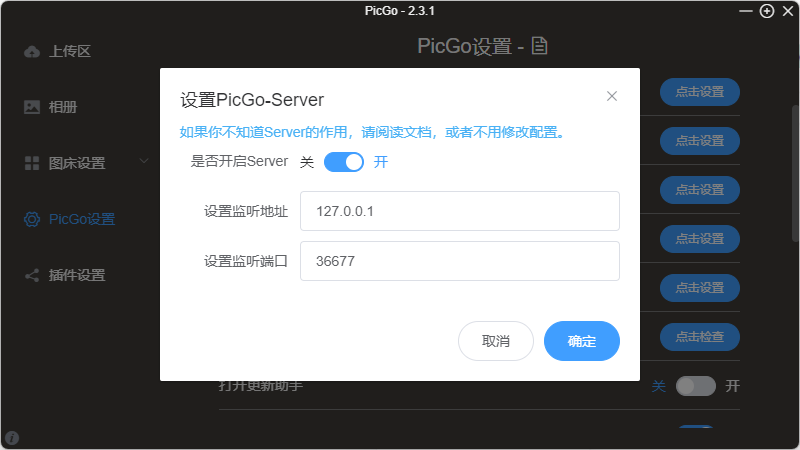 PicGo - 2.3.1
上传区
相册
图床设置
PicGo设置
插件设置
PicGo设置 -
点击设置
点击设置
点击设置
点击设置
点击设置
点击检查
设置PicGo-Server
如果你不知道Server的作用，请阅读文档，或者不用修改配置。
是否开启Server 关 开
设置监听地址 127.0.0.1
设置监听端口 36677
取消 确定
打开更新助手 关 开